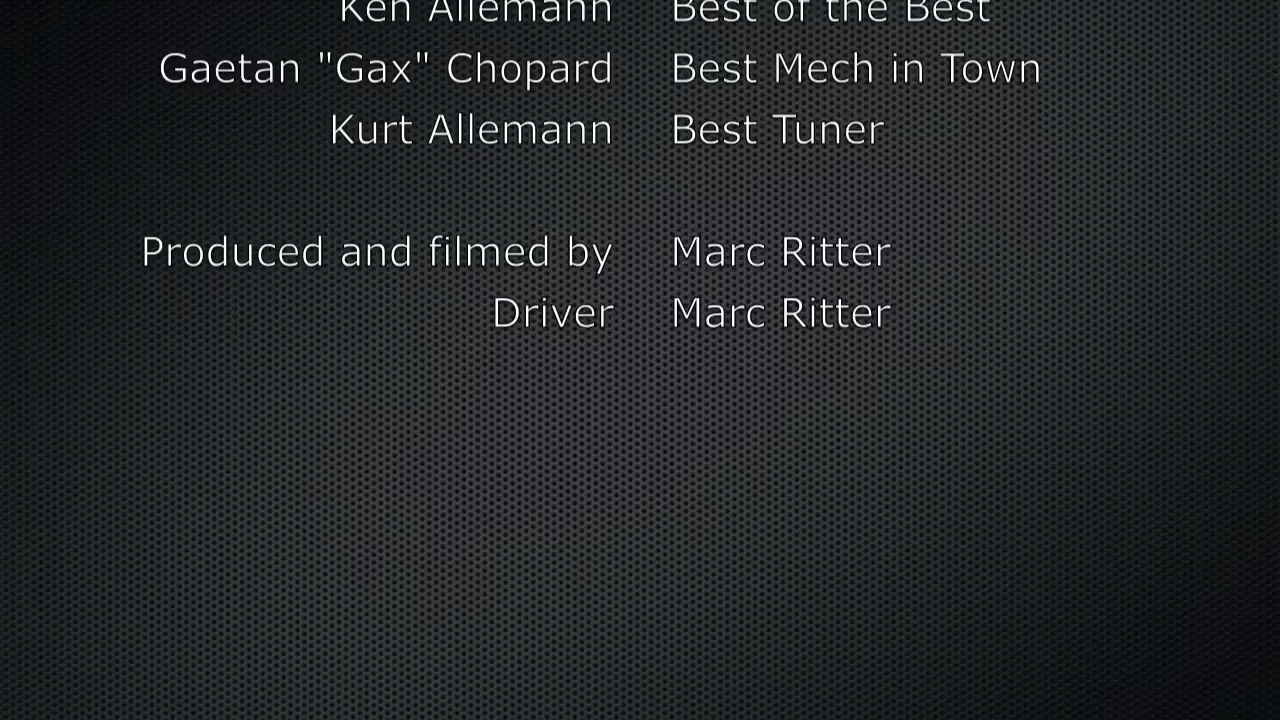 Ken Allemann Best of the Best
Gaetan "Gax" Chopard Best Mech in Town
Kurt Allemann Best Tuner
Produced and filmed by Marc Ritter
Driver Marc Ritter